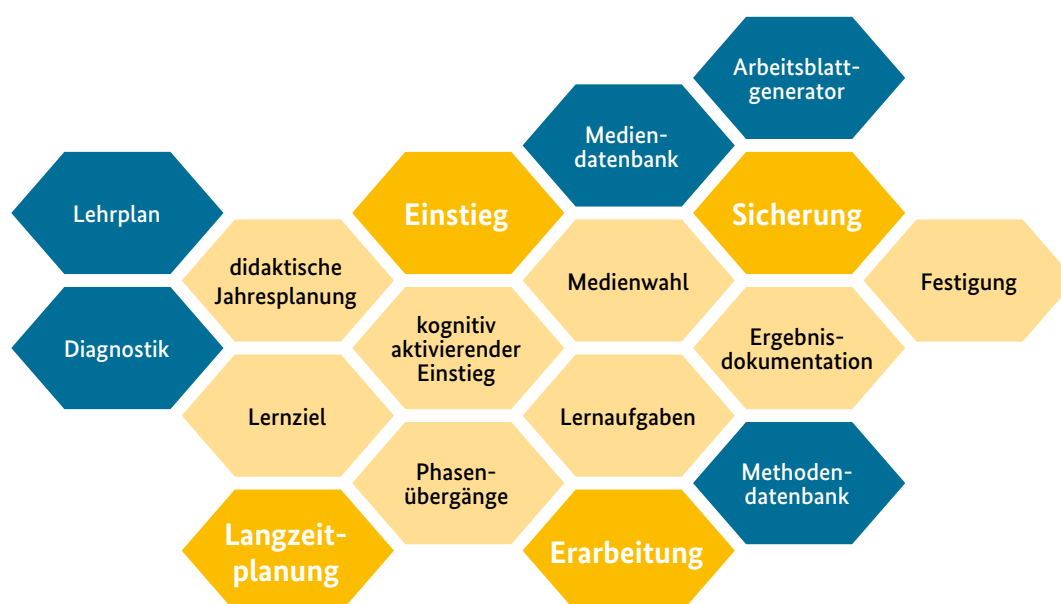 Arbeitsblatt-
generator
Medien-
datenbank
Lehrplan
Einstieg
Sicherung
didaktische
Jahresplanung
Medienwahl
Festigung
Diagnostik
kognitiv
aktivierender
Einstieg
Ergebnis-
dokumentation
Lernziel
Lernaufgaben
Phasen-
übergänge
Methoden-
datenbank
Langzeit-
planung
Erarbeitung